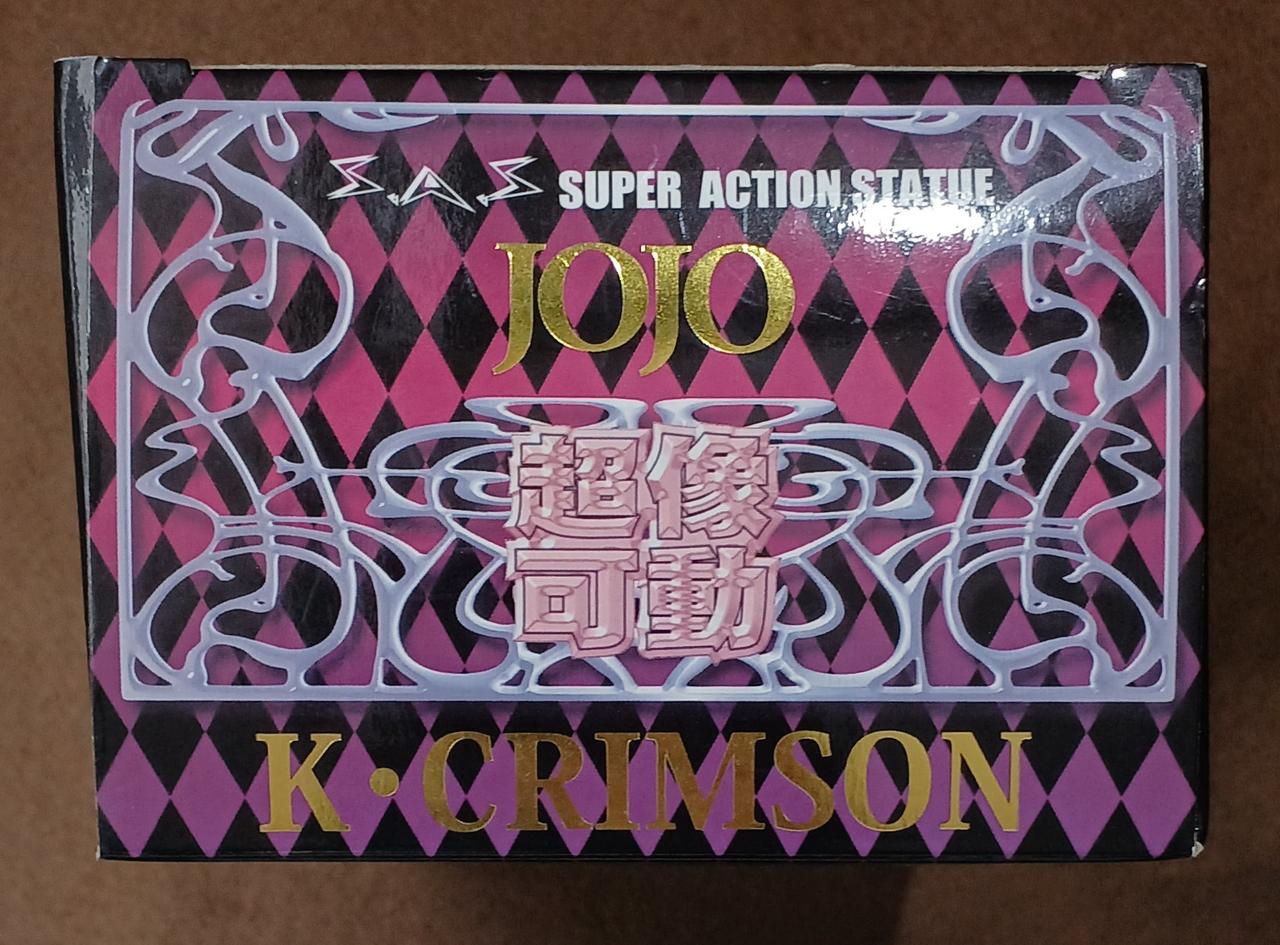 S.A.S SUPER ACTION STATUE
JOJO
超像
可動
K・CRIMSON